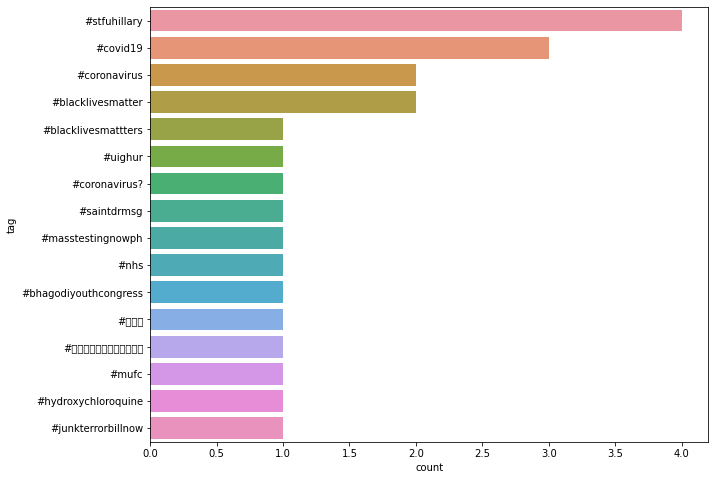 #stfuhillary
#covid19
#coronavirus
#blacklivesmatter
#blacklivesmattters
#uighur
#coronavirus?
#saintdrmsg
#masstestingnowph
#nhs
#bhagodiyouthcongress
#
#
#mufc
#hydroxychloroquine
#junkterrorbillnow
tag
0.0 0.5 1.0 1.5 2.0 2.5 3.0 3.5 4.0
count